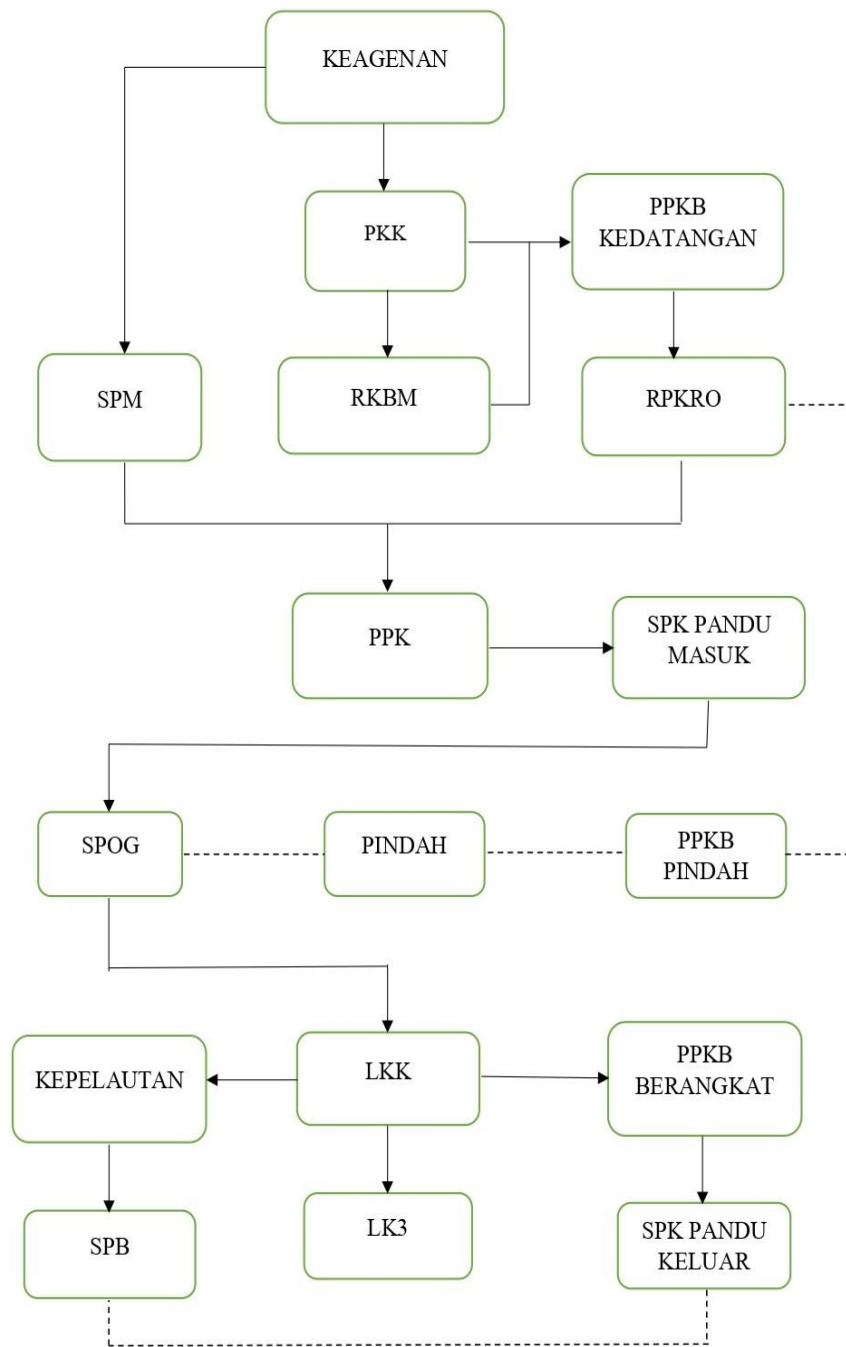 KEAGENAN
PKK
PPKB
KEDATANGAN
SPM
RKBM
RPKRO
PPK
SPK PANDU
MASUK
SPOG
PINDAH
PPKB
PINDAH
KEPELAUTAN
LKK
PPKB
BERANGKAT
SPB
LK3
SPK PANDU
KELUAR